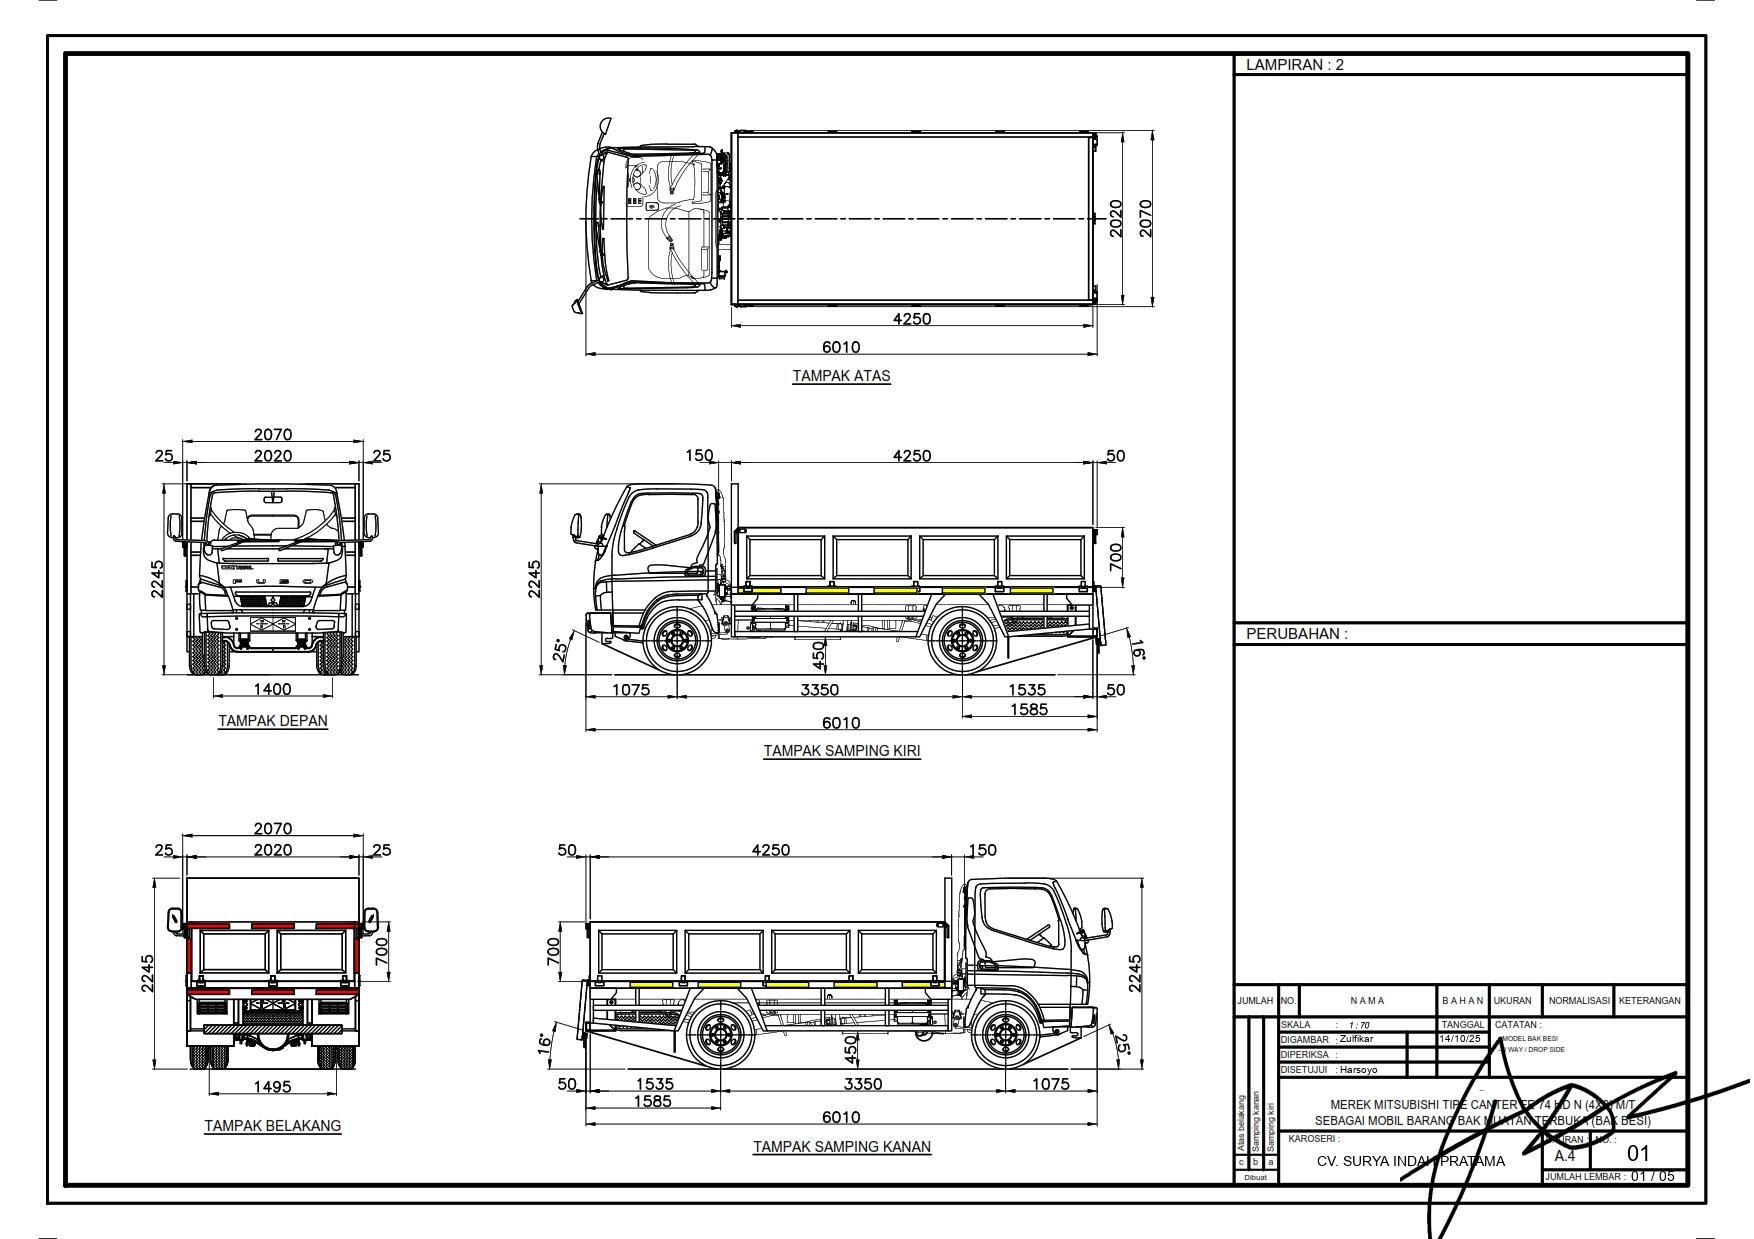 LAMPIRAN : 2
2020
2070
4250
6010
TAMPAK ATAS
2070
25 2020 25
2245
FUSO
1400
TAMPAK DEPAN
150 4250 50
2245
700
25°
450
16°
1075 3350 1535 50
1585
6010
TAMPAK SAMPING KIRI
PERUBAHAN :
2070
25 2020 25
2245
700
1495
TAMPAK BELAKANG
50 4250 150
700
2245
16°
450
25°
50 1535 3350 1075
1585
6010
TAMPAK SAMPING KANAN
JUMLAH NO. N A M A B A H A N UKURAN NORMALISASI KETERANGAN
SKALA : 1 : 70 TANGGAL CATATAN :
DIGAMBAR : Zulfikar 14/10/25 MODEL BAK BESI
DIPERIKSA : WAY / DROP SIDE
DISETUJUI : Harsoyo
MEREK MITSUBISHI TIPE CANTER FE 74 HD N (4X2) M/T
SEBAGAI MOBIL BARANG BAK MUATAN TERBUKA (BAK BESI)
KAROSERI : NO. :
CV. SURYA INDAH PRATAMA A.4 01
JUMLAH LEMBAR : 01 / 05
Atas belakang
Samping kanan
Samping kiri
c b a
Dibuat